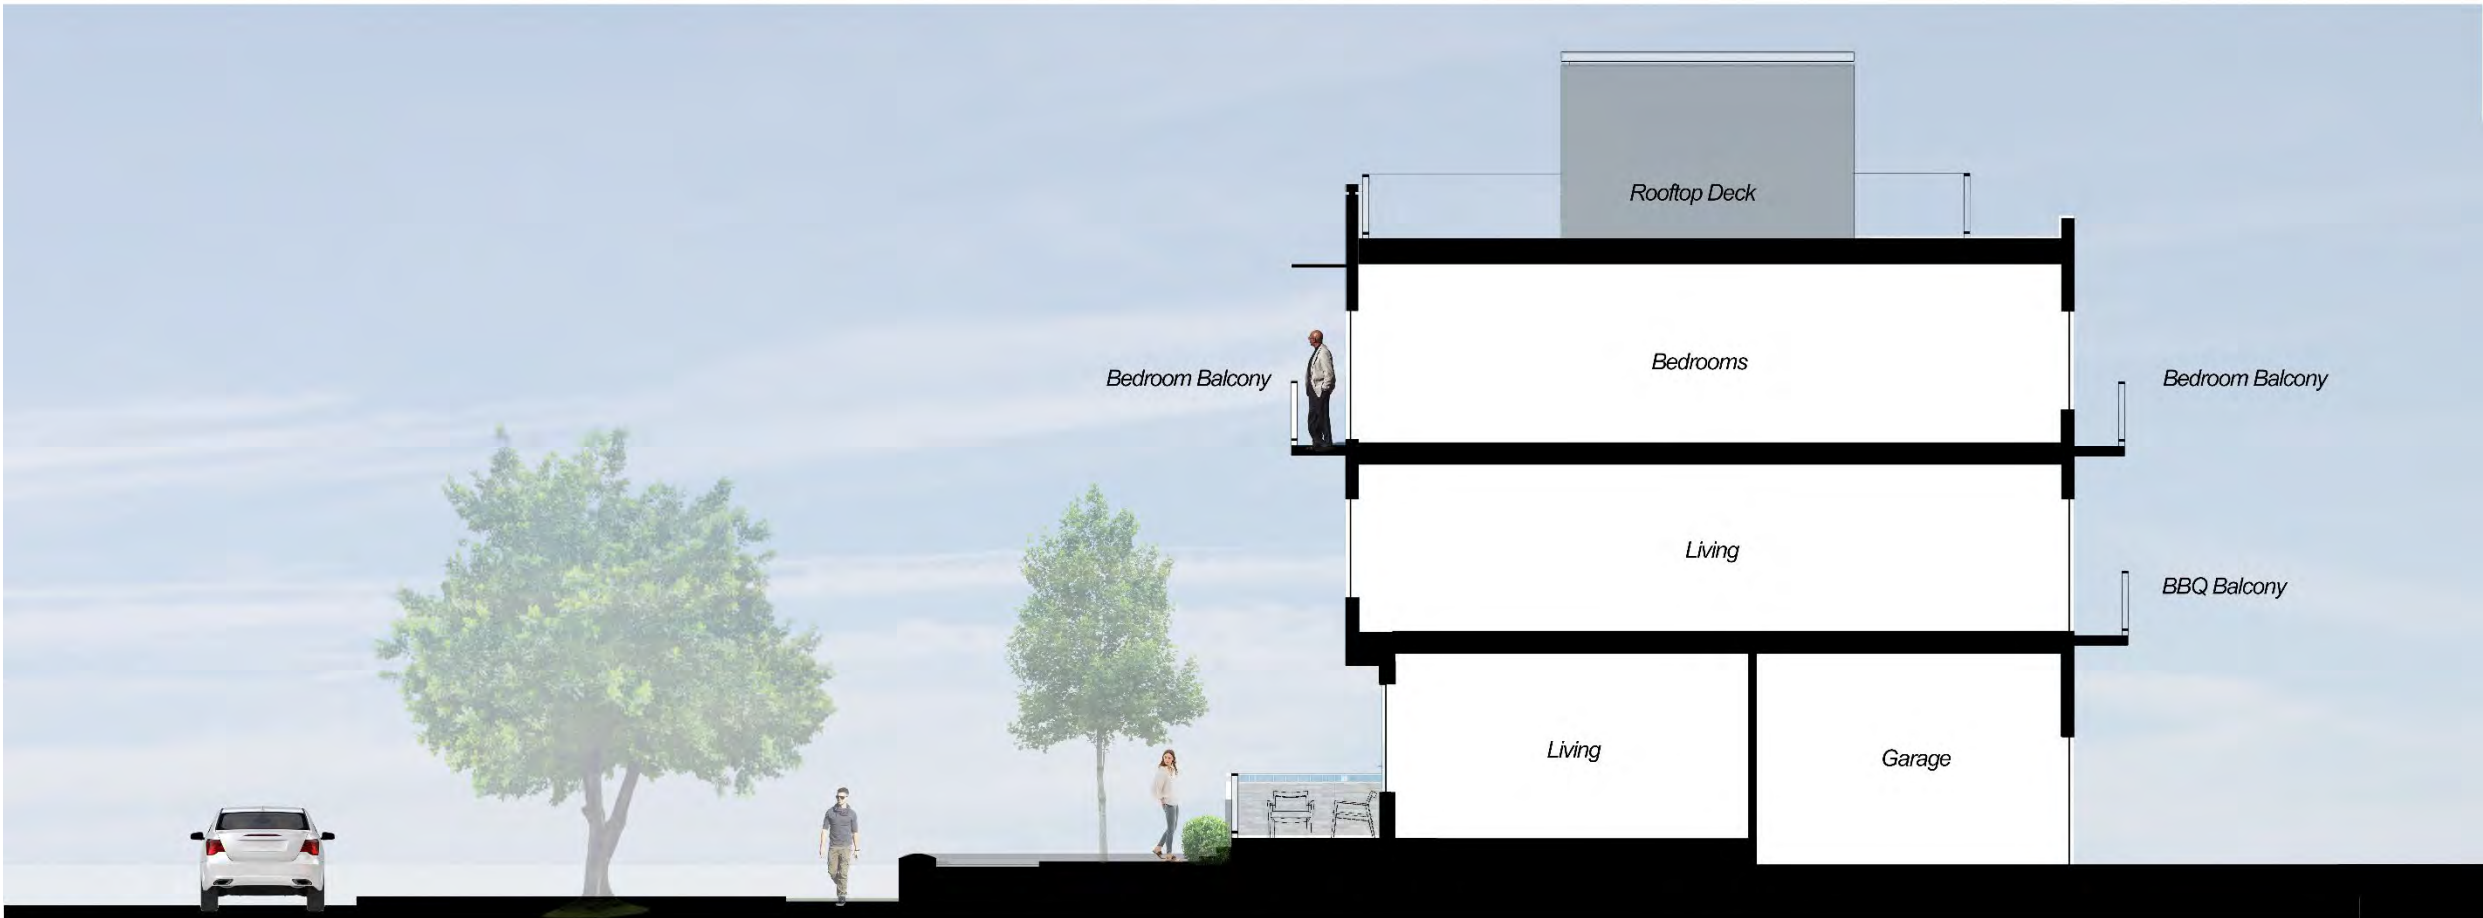 Rooftop Deck
Bedrooms
Bedroom Balcony
Bedroom Balcony
Living
BBQ Balcony
Living
Garage